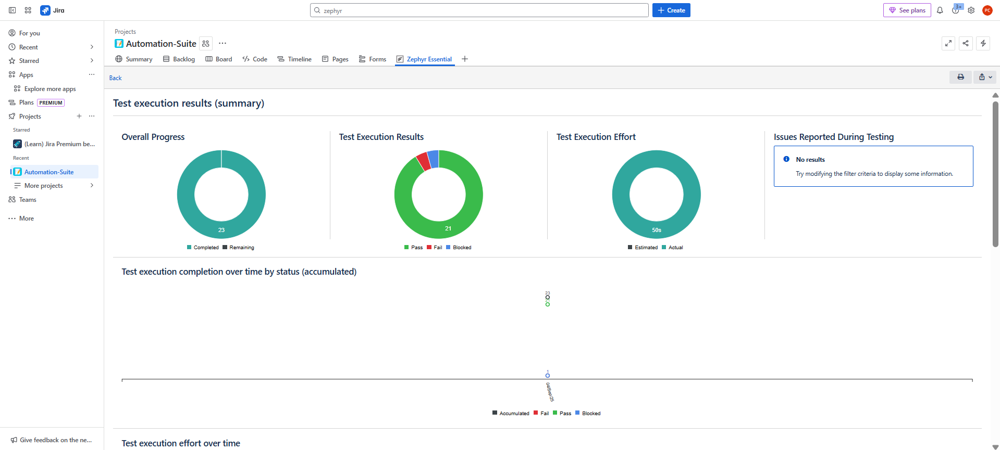 Jira
zephyr
Create
See plans
3+
PC
For you
Recent
Starred
Apps
Explore more apps
Plans PREMIUM
Projects
Starred
(Learn) Jira Premium be...
Recent
Automation-Suite
More projects
Teams
More
Give feedback on the ne...
Projects
Automation-Suite
Summary Backlog Board Code Timeline Pages Forms Zephyr Essential
Back
Test execution results (summary)
Overall Progress
23
Completed Remaining
Test Execution Results
21
Pass Fail Blocked
Test Execution Effort
50s
Estimated Actual
Issues Reported During Testing
No results
Try modifying the filter criteria to display some information.
Test execution completion over time by status (accumulated)
23
21
1
04/Sep/25
Accumulated Fail Pass Blocked
Test execution effort over time